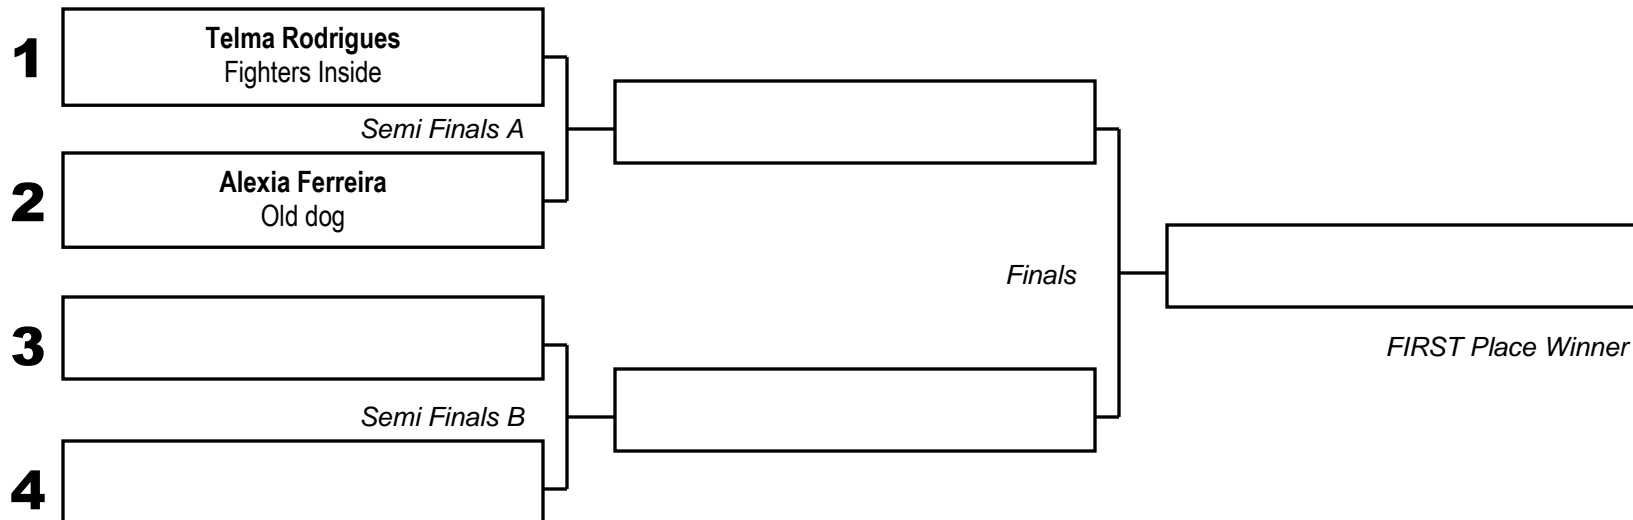 1
Telma Rodrigues
Fighters Inside
Semi Finals A
2
Alexia Ferreira
Old dog
Finals
3
FIRST Place Winner
Semi Finals B
4